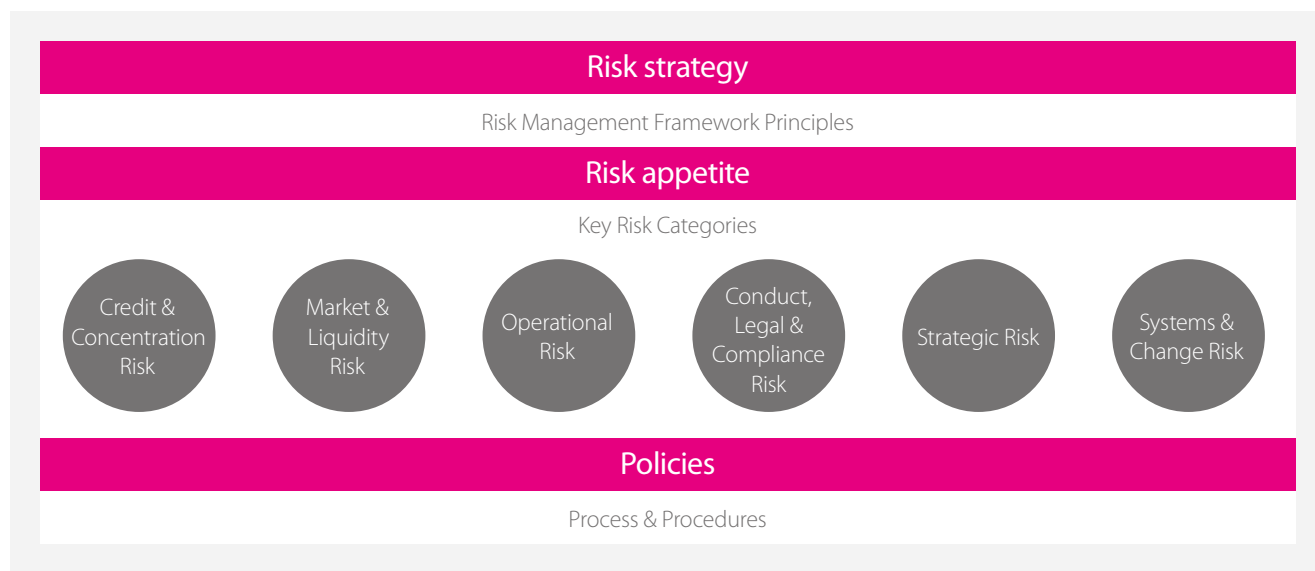 Risk strategy
Risk Management Framework Principles
Risk appetite
Key Risk Categories
Credit &
Concentration
Risk
Market &
Liquidity
Risk
Operational
Risk
Conduct,
Legal &
Compliance
Risk
Strategic Risk
Systems &
Change Risk
Policies
Process & Procedures